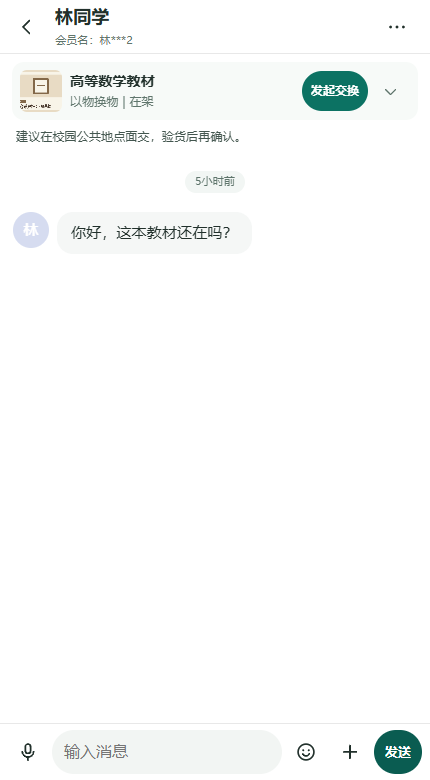 林同学
会员名：林***2
高等数学教材
以物换物 | 在架
发起交换
建议在校园公共地点面交，验货后再确认。
5小时前
林
你好，这本教材还在吗？
输入消息
发送